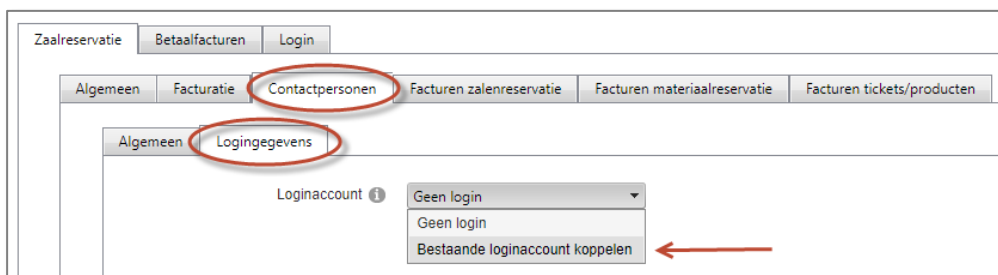 Zaalreservatie Betaalfacturen Login
Algemeen Facturatie Contactpersonen Facturen zalenreservatie Facturen materiaalreservatie Facturen tickets/producten
Algemeen Logingegevens
Loginaccount Geen login
Geen login
Bestaande loginaccount koppelen